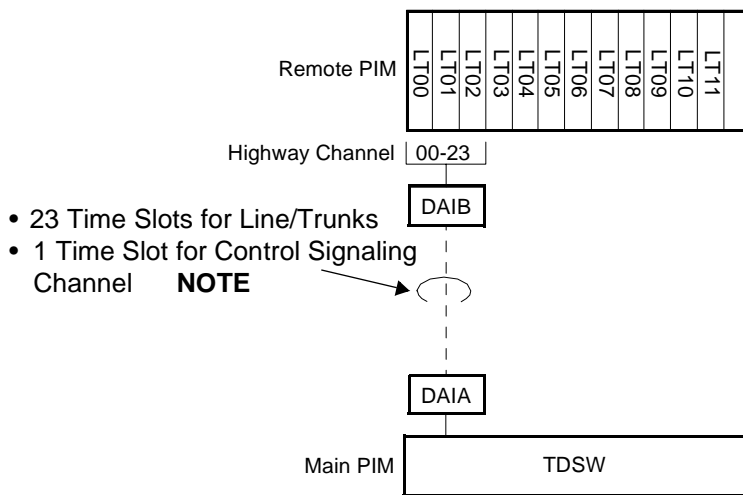 Remote PIM
LT00
LT01
LT02
LT03
LT04
LT05
LT06
LT07
LT08
LT09
LT10
LT11
Highway Channel
00-23
DAIB
• 23 Time Slots for Line/Trunks
• 1 Time Slot for Control Signaling
Channel NOTE
DAIA
Main PIM
TDSW